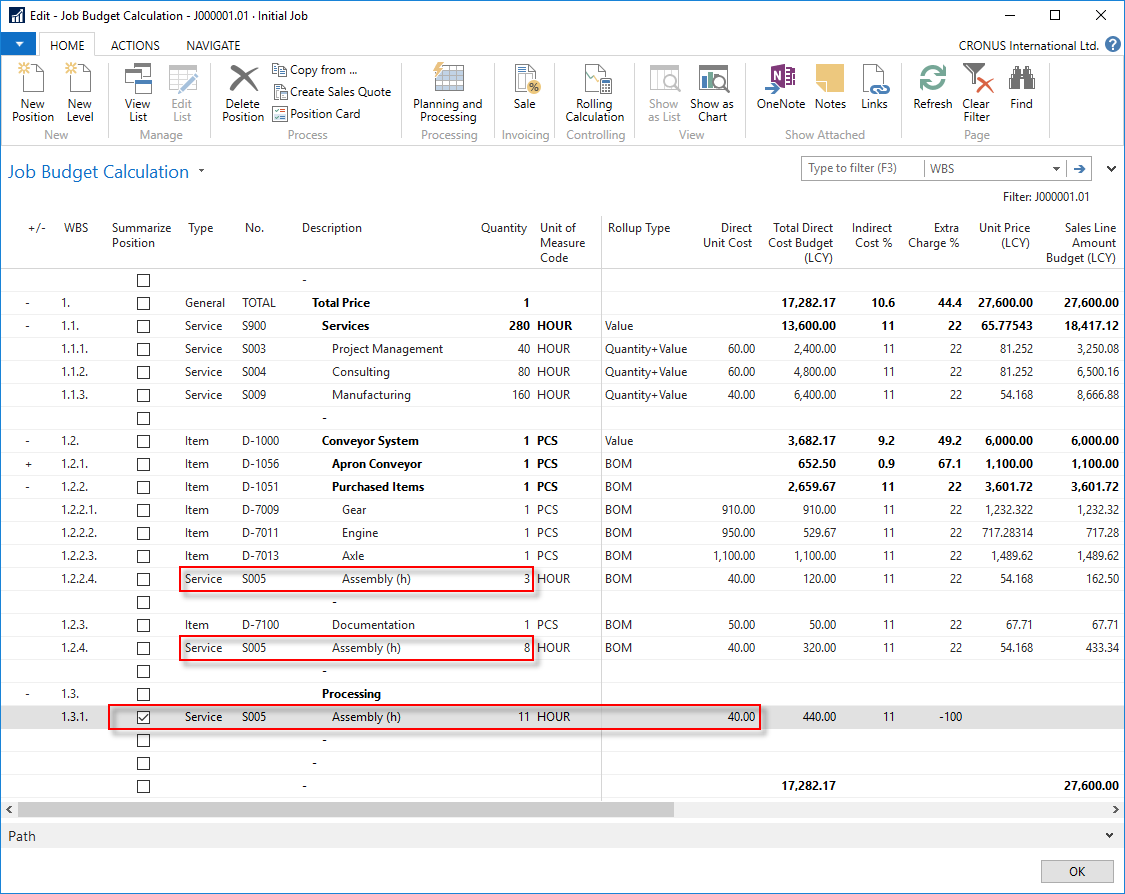 Edit - Job Budget Calculation - J000001.01 · Initial Job
HOME ACTIONS NAVIGATE CRONUS International Ltd. ?
New Position
New Level
New
View List
Edit List
Manage
Delete Position
Copy from ...
Create Sales Quote
Position Card
Process
Planning and Processing
Processing
Sale
Invoicing
Rolling Calculation
Controlling
Show as List
Show as Chart
View
OneNote
Notes
Links
Show Attached
Refresh
Clear Filter
Find
Page
Job Budget Calculation
Type to filter (F3) WBS
Filter: J000001.01
+/- WBS Summarize Position Type No. Description Quantity Unit of Measure Code Rollup Type Direct Unit Cost Total Direct Cost Budget (LCY) Indirect Cost % Extra Charge % Unit Price (LCY) Sales Line Amount Budget (LCY)
-
- 1. General TOTAL Total Price 1 17,282.17 10.6 44.4 27,600.00 27,600.00
- 1.1. Service S900 Services 280 HOUR Value 13,600.00 11 22 65.77543 18,417.12
1.1.1. Service S003 Project Management 40 HOUR Quantity+Value 60.00 2,400.00 11 22 81.252 3,250.08
1.1.2. Service S004 Consulting 80 HOUR Quantity+Value 60.00 4,800.00 11 22 81.252 6,500.16
1.1.3. Service S009 Manufacturing 160 HOUR Quantity+Value 40.00 6,400.00 11 22 54.168 8,666.88
-
- 1.2. Item D-1000 Conveyor System 1 PCS Value 3,682.17 9.2 49.2 6,000.00 6,000.00
+ 1.2.1. Item D-1056 Apron Conveyor 1 PCS BOM 652.50 0.9 67.1 1,100.00 1,100.00
- 1.2.2. Item D-1051 Purchased Items 1 PCS BOM 2,659.67 11 22 3,601.72 3,601.72
1.2.2.1. Item D-7009 Gear 1 PCS BOM 910.00 910.00 11 22 1,232.322 1,232.32
1.2.2.2. Item D-7011 Engine 1 PCS BOM 950.00 529.67 11 22 717.28314 717.28
1.2.2.3. Item D-7013 Axle 1 PCS BOM 1,100.00 1,100.00 11 22 1,489.62 1,489.62
1.2.2.4. Service S005 Assembly (h) 3 HOUR BOM 40.00 120.00 11 22 54.168 162.50
-
1.2.3. Item D-7100 Documentation 1 PCS BOM 50.00 50.00 11 22 67.71 67.71
1.2.4. Service S005 Assembly (h) 8 HOUR BOM 40.00 320.00 11 22 54.168 433.34
-
- 1.3. Processing
1.3.1. Service S005 Assembly (h) 11 HOUR 40.00 440.00 11 -100
-
-
- 17,282.17 27,600.00
Path
OK